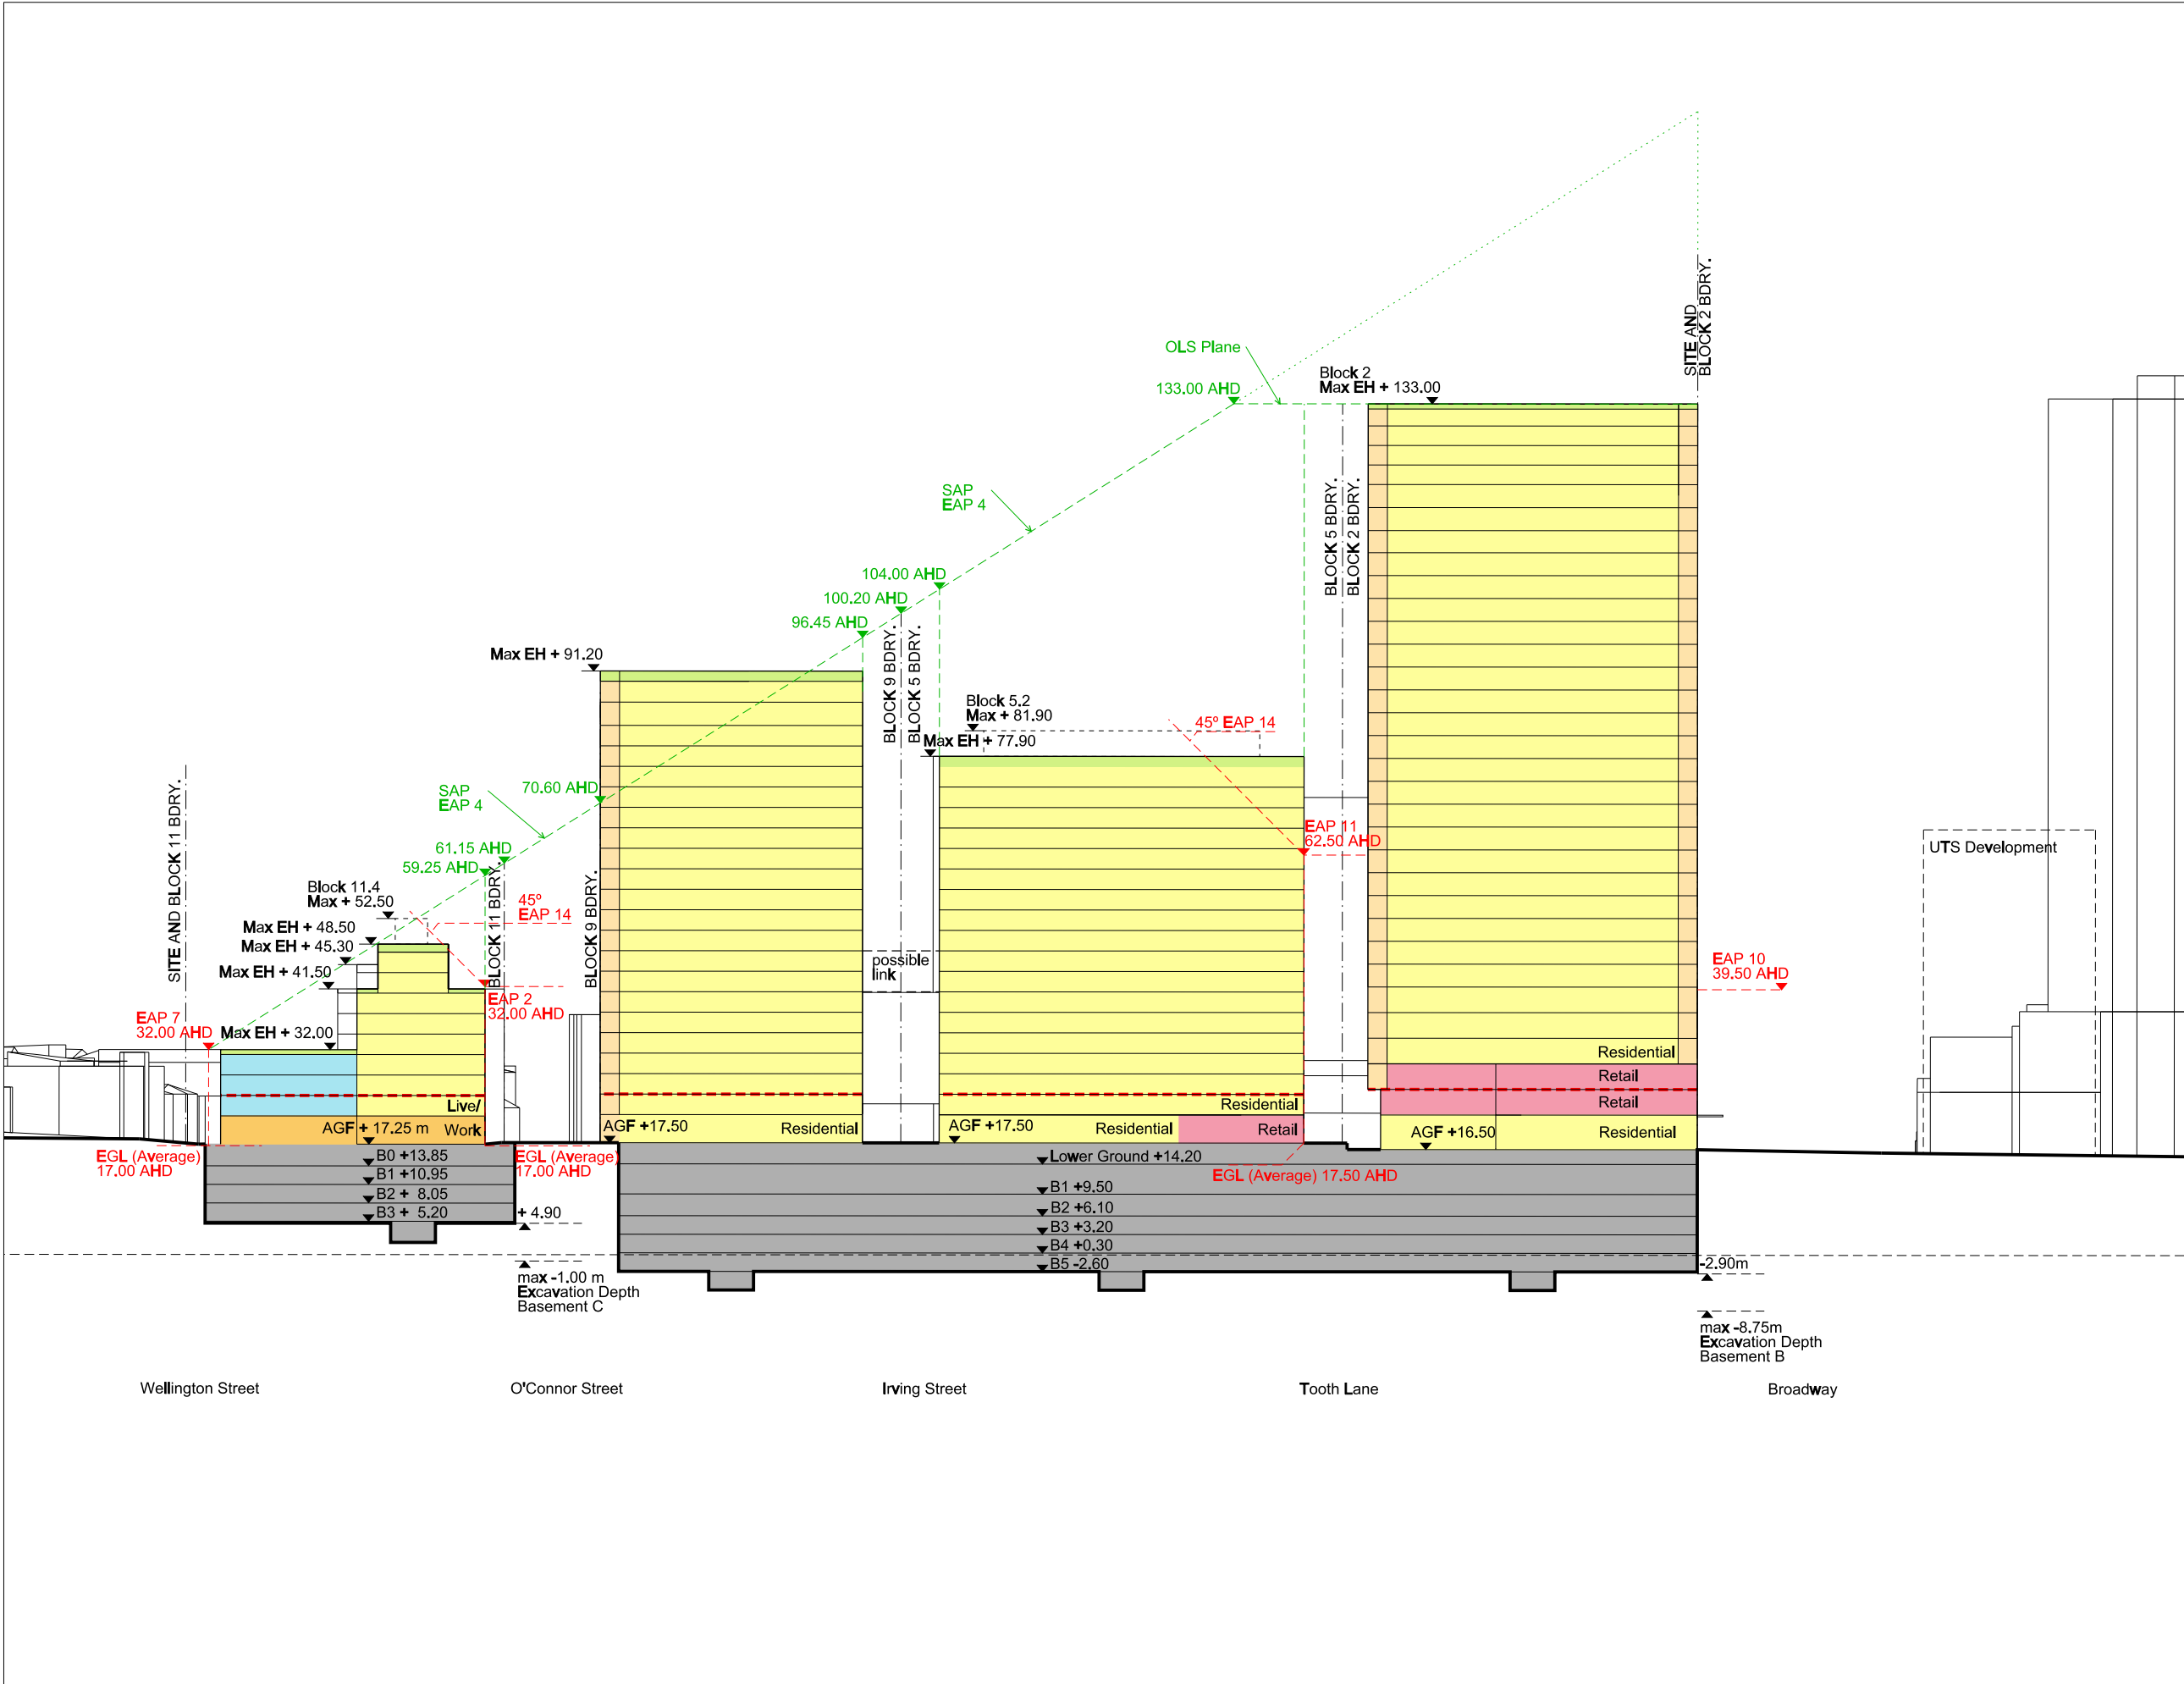 OLS Plane
133.00 AHD
Block 2
Max EH + 133.00
SITE AND
BLOCK 2 BDRY.
SAP
EAP 4
BLOCK 5 BDRY.
BLOCK 2 BDRY.
104.00 AHD
100.20 AHD
96.45 AHD
BLOCK 9 BDRY.
BLOCK 5 BDRY.
Max EH + 91.20
Block 5.2
Max + 81.90
45º EAP 14
Max EH + 77.90
SITE AND BLOCK 11 BDRY.
SAP
EAP 4
70.60 AHD
EAP 11
62.50 AHD
UTS Development
61.15 AHD
59.25 AHD
BLOCK 11 BDRY.
BLOCK 9 BDRY.
Block 11.4
Max + 52.50
45º
EAP 14
Max EH + 48.50
Max EH + 45.30
Max EH + 41.50
possible
link
EAP 10
39.50 AHD
EAP 2
32.00 AHD
EAP 7
32.00 AHD
Max EH + 32.00
Residential
Retail
Retail
Live/
Work
AGF + 17.25 m
Residential
AGF +17.50
Residential
AGF +17.50
Residential
Retail
AGF +16.50
Residential
EGL (Average)
17.00 AHD
B0 +13.85
B1 +10.95
B2 + 8.05
B3 + 5.20
EGL (Average)
17.00 AHD
+ 4.90
Lower Ground +14.20
EGL (Average) 17.50 AHD
B1 +9.50
B2 +6.10
B3 +3.20
B4 +0.30
B5 -2.60
-2.90m
max -1.00 m
Excavation Depth
Basement C
max -8.75m
Excavation Depth
Basement B
Wellington Street
O'Connor Street
Irving Street
Tooth Lane
Broadway